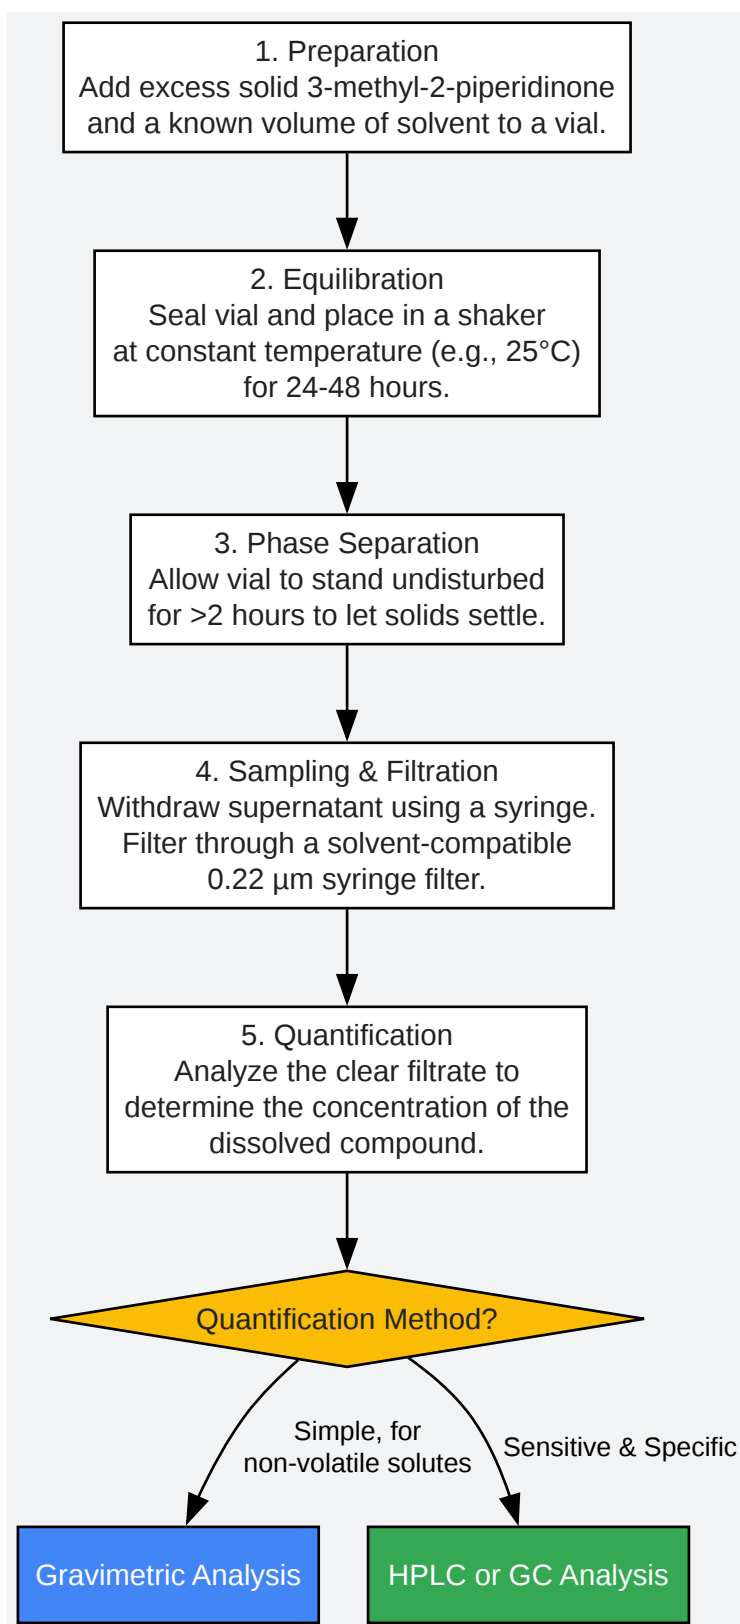 1. Preparation
Add excess solid 3-methyl-2-piperidinone
and a known volume of solvent to a vial.
2. Equilibration
Seal vial and place in a shaker
at constant temperature (e.g., 25°C)
for 24-48 hours.
3. Phase Separation
Allow vial to stand undisturbed
for >2 hours to let solids settle.
4. Sampling & Filtration
Withdraw supernatant using a syringe.
Filter through a solvent-compatible
0.22 µm syringe filter.
5. Quantification
Analyze the clear filtrate to
determine the concentration of the
dissolved compound.
Quantification Method?
Simple, for
non-volatile solutes
Sensitive & Specific
Gravimetric Analysis
HPLC or GC Analysis